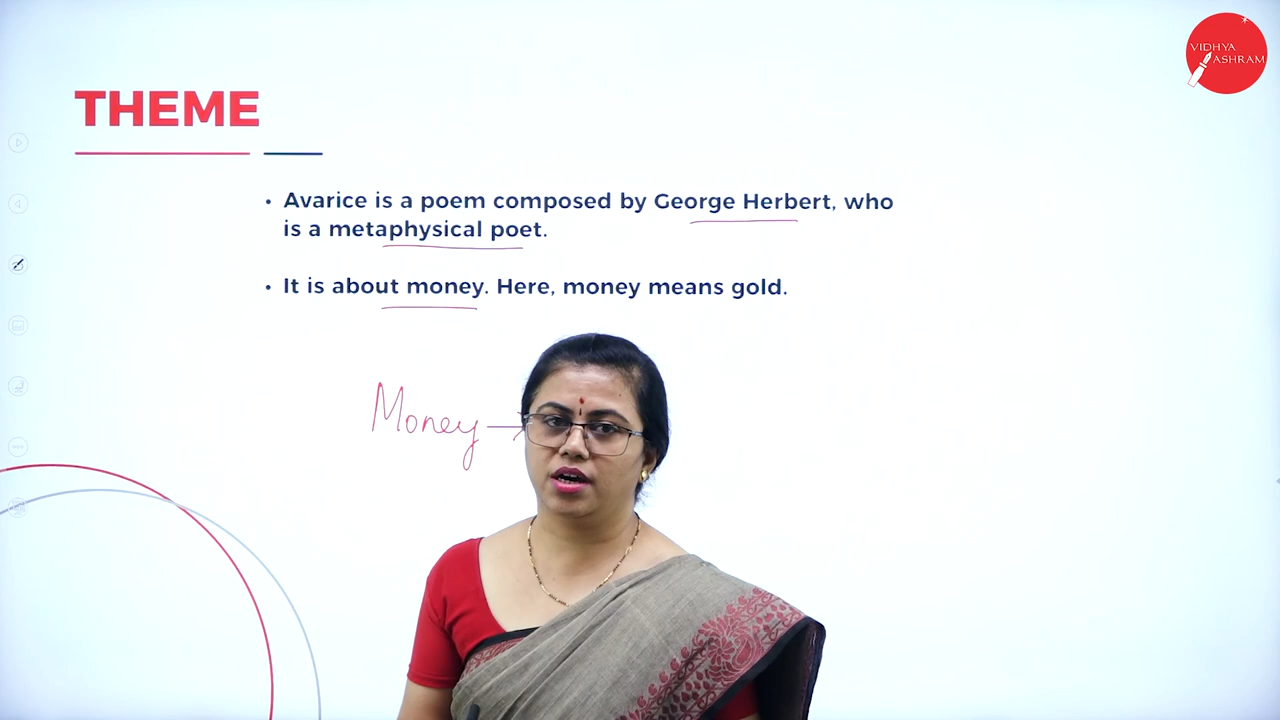 VIDHYA
ASHRAM
THEME
• Avarice is a poem composed by George Herbert, who
is a metaphysical poet.
• It is about money. Here, money means gold.
Money →